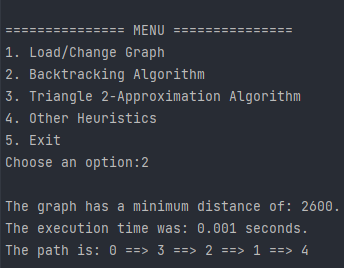 =============== MENU ===============
1. Load/Change Graph
2. Backtracking Algorithm
3. Triangle 2-Approximation Algorithm
4. Other Heuristics
5. Exit
Choose an option:2
The graph has a minimum distance of: 2600.
The execution time was: 0.001 seconds.
The path is: 0 ==> 3 ==> 2 ==> 1 ==> 4